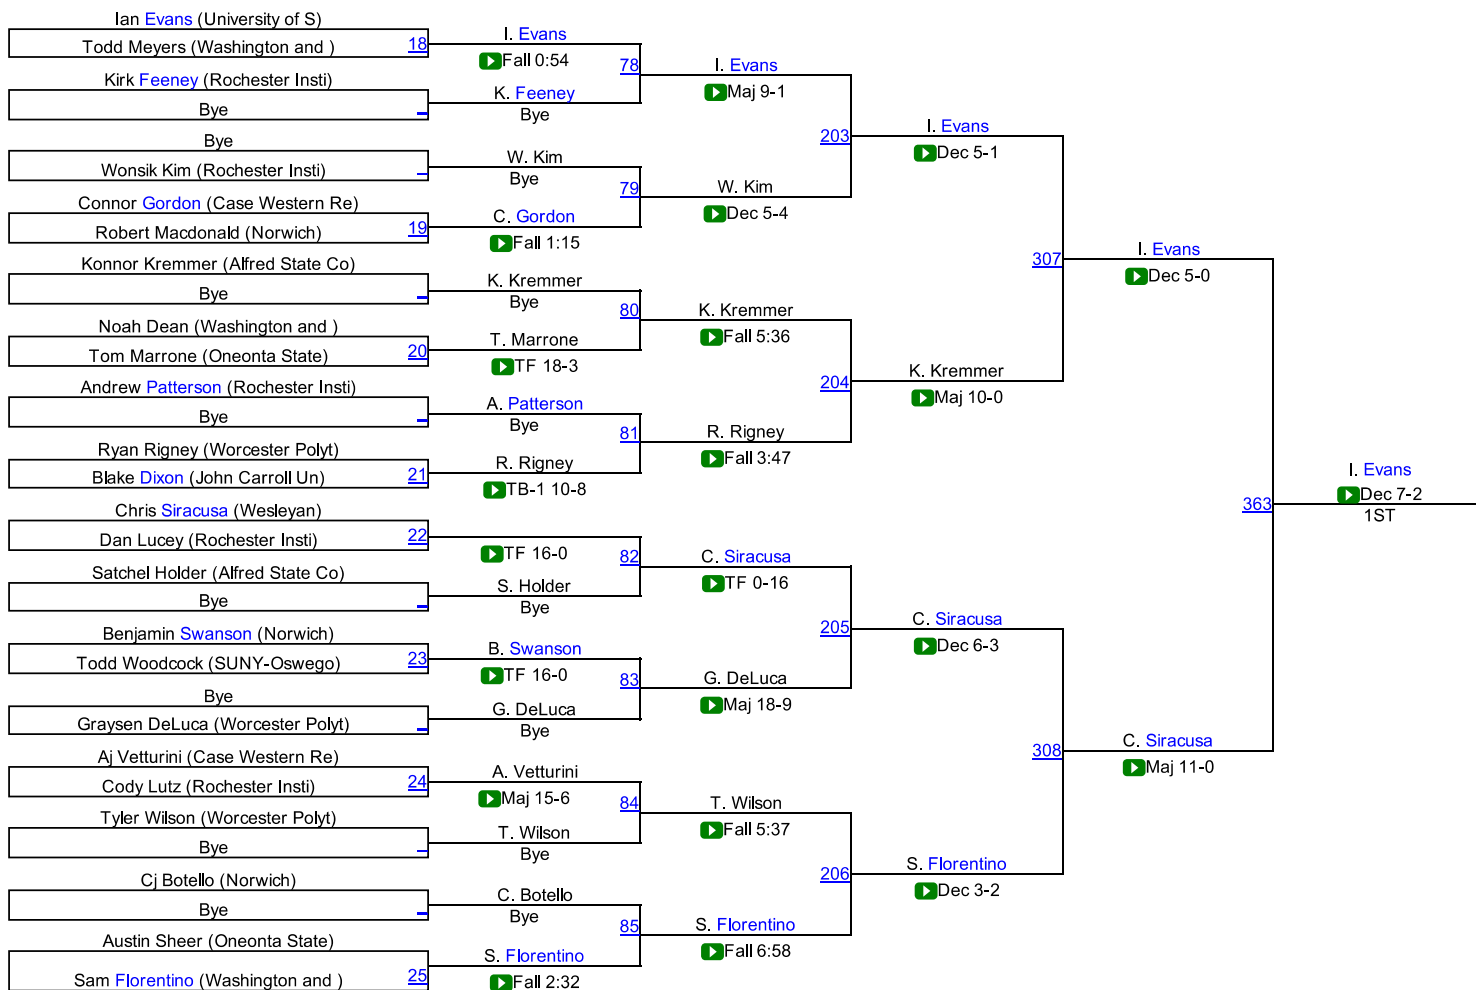 Ian Evans (University of S)
Todd Meyers (Washington and )
18
Kirk Feeney (Rochester Insti)
Bye
Bye
Wonsik Kim (Rochester Insti)
Connor Gordon (Case Western Re)
Robert Macdonald (Norwich)
19
Konnor Kremmer (Alfred State Co)
Bye
Noah Dean (Washington and )
Tom Marrone (Oneonta State)
20
Andrew Patterson (Rochester Insti)
Bye
Ryan Rigney (Worcester Polyt)
Blake Dixon (John Carroll Un)
21
Chris Siracusa (Wesleyan)
Dan Lucey (Rochester Insti)
22
Satchel Holder (Alfred State Co)
Bye
Benjamin Swanson (Norwich)
Todd Woodcock (SUNY-Oswego)
23
Bye
Graysen DeLuca (Worcester Polyt)
Aj Vetturini (Case Western Re)
Cody Lutz (Rochester Insti)
24
Tyler Wilson (Worcester Polyt)
Bye
Cj Botello (Norwich)
Bye
Austin Sheer (Oneonta State)
Sam Florentino (Washington and )
25
I. Evans
Fall 0:54
78
K. Feeney
Bye
W. Kim
Bye
79
C. Gordon
Fall 1:15
K. Kremmer
Bye
80
T. Marrone
TF 18-3
A. Patterson
Bye
81
R. Rigney
TB-1 10-8
TF 16-0
82
S. Holder
Bye
B. Swanson
TF 16-0
83
G. DeLuca
Bye
A. Vetturini
Maj 15-6
84
T. Wilson
Bye
C. Botello
Bye
85
S. Florentino
Fall 2:32
I. Evans
Maj 9-1
203
W. Kim
Dec 5-4
K. Kremmer
Fall 5:36
204
R. Rigney
Fall 3:47
C. Siracusa
TF 0-16
205
G. DeLuca
Maj 18-9
T. Wilson
Fall 5:37
206
S. Florentino
Fall 6:58
I. Evans
Dec 5-1
307
K. Kremmer
Maj 10-0
C. Siracusa
Dec 6-3
308
S. Florentino
Dec 3-2
I. Evans
Dec 5-0
363
C. Siracusa
Maj 11-0
I. Evans
Dec 7-2
1ST